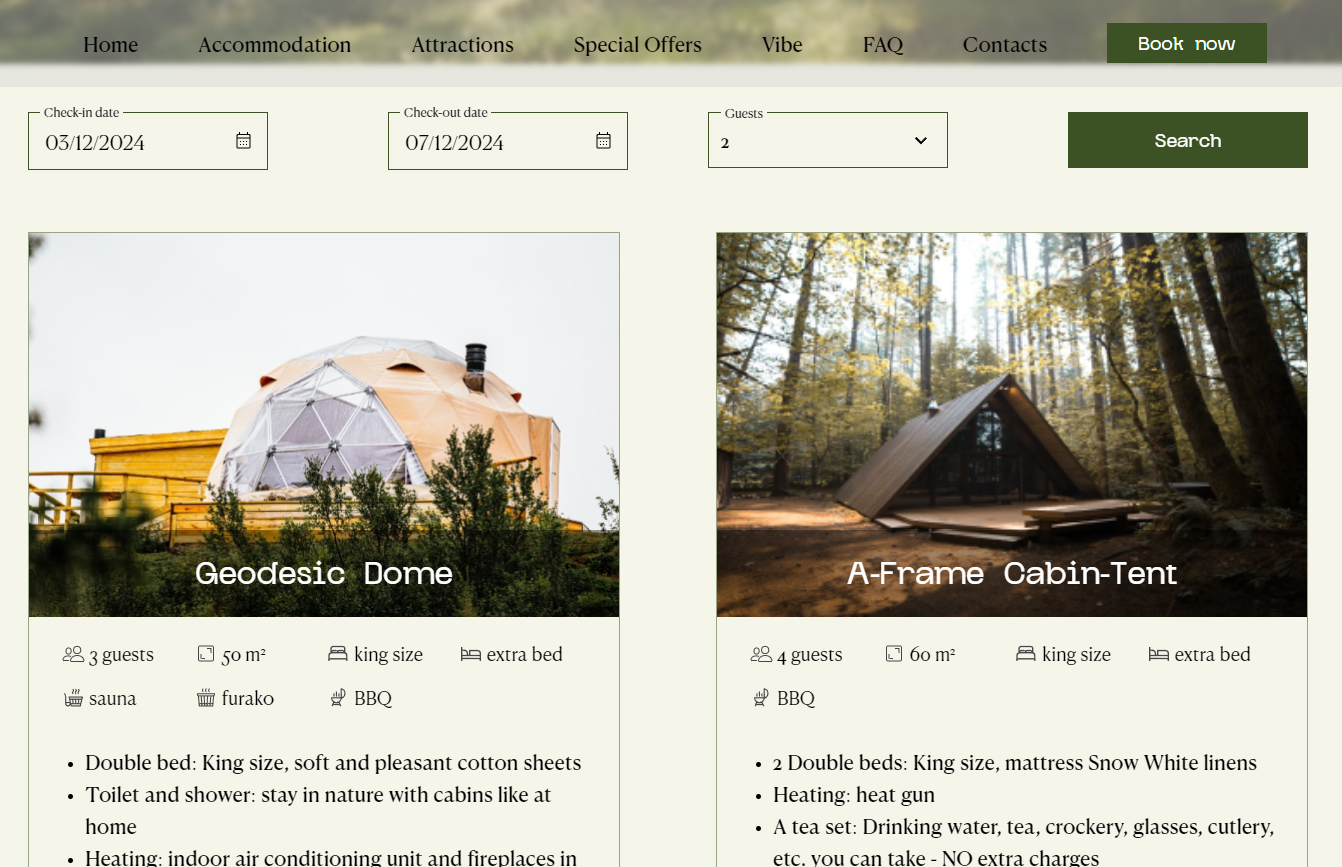 Home Accommodation Attractions Special Offers Vibe FAQ Contacts Book now
Check-in date Check-out date Guests
03/12/2024 07/12/2024 2 Search
Geodesic Dome
3 guests 50 m² king size extra bed
sauna furako BBQ
• Double bed: King size, soft and pleasant cotton sheets
• Toilet and shower: stay in nature with cabins like at
home
• Heating: indoor air conditioning unit and fireplaces in
A-Frame Cabin-Tent
4 guests 60 m² king size extra bed
BBQ
• 2 Double beds: King size, mattress Snow White linens
• Heating: heat gun
• A tea set: Drinking water, tea, crockery, glasses, cutlery,
etc. you can take - NO extra charges